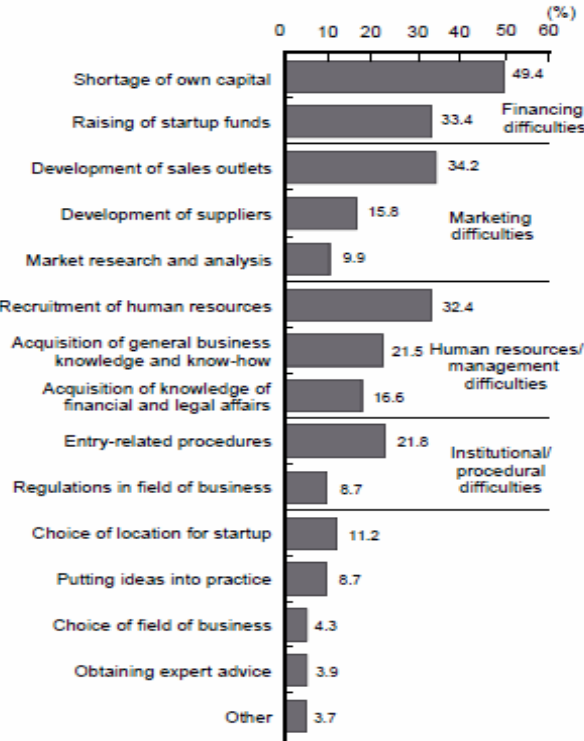 (%)
0 10 20 30 40 50 60
Shortage of own capital 49.4
Financing
Raising of startup funds 33.4
difficulties
Development of sales outlets 34.2
Development of suppliers 15.8
Marketing
difficulties
Market research and analysis 9.9
Recruitment of human resources 32.4
Acquisition of general business
knowledge and know-how 21.5
Human resources/
management
difficulties
Acquisition of knowledge of
financial and legal affairs 16.6
Entry-related procedures 21.8
Institutional/
procedural
difficulties
Regulations in field of business 8.7
Choice of location for startup 11.2
Putting ideas into practice 8.7
Choice of field of business 4.3
Obtaining expert advice 3.9
Other 3.7